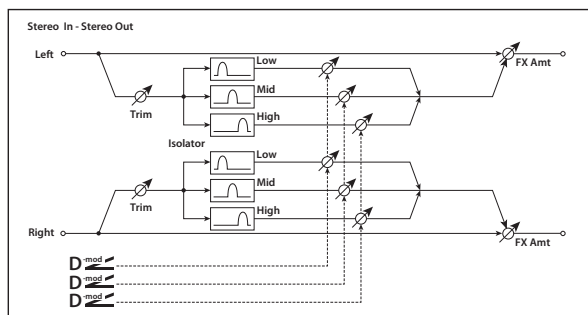 Stereo In - Stereo Out
Left
FX Amt
Low
Mid
High
Trim
Isolator
Low
Mid
High
Trim
Right
FX Amt
D-mod
D-mod
D-mod